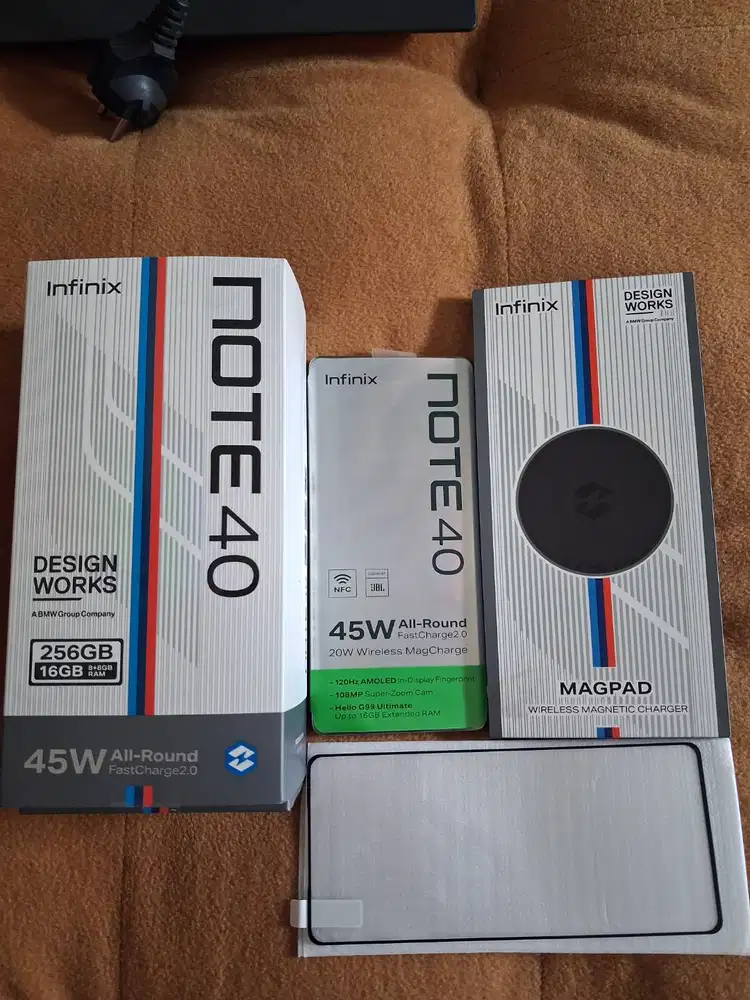 Infinix
NOTE 40
DESIGN
WORKS
A BMW Group Company
256GB
16GB 8+8GB RAM
45W All-Round
FastCharge2.0
Infinix
NOTE 40
NFC
JBL
45W All-Round
FastCharge2.0
20W Wireless MagCharge
- 120Hz AMOLED In-Display Fingerprint
- 108MP Super-Zoom Cam
- Helio G99 Ultimate
Up to 16GB Extended RAM
Infinix
DESIGN
WORKS
A BMW Group Company
MAGPAD
WIRELESS MAGNETIC CHARGER